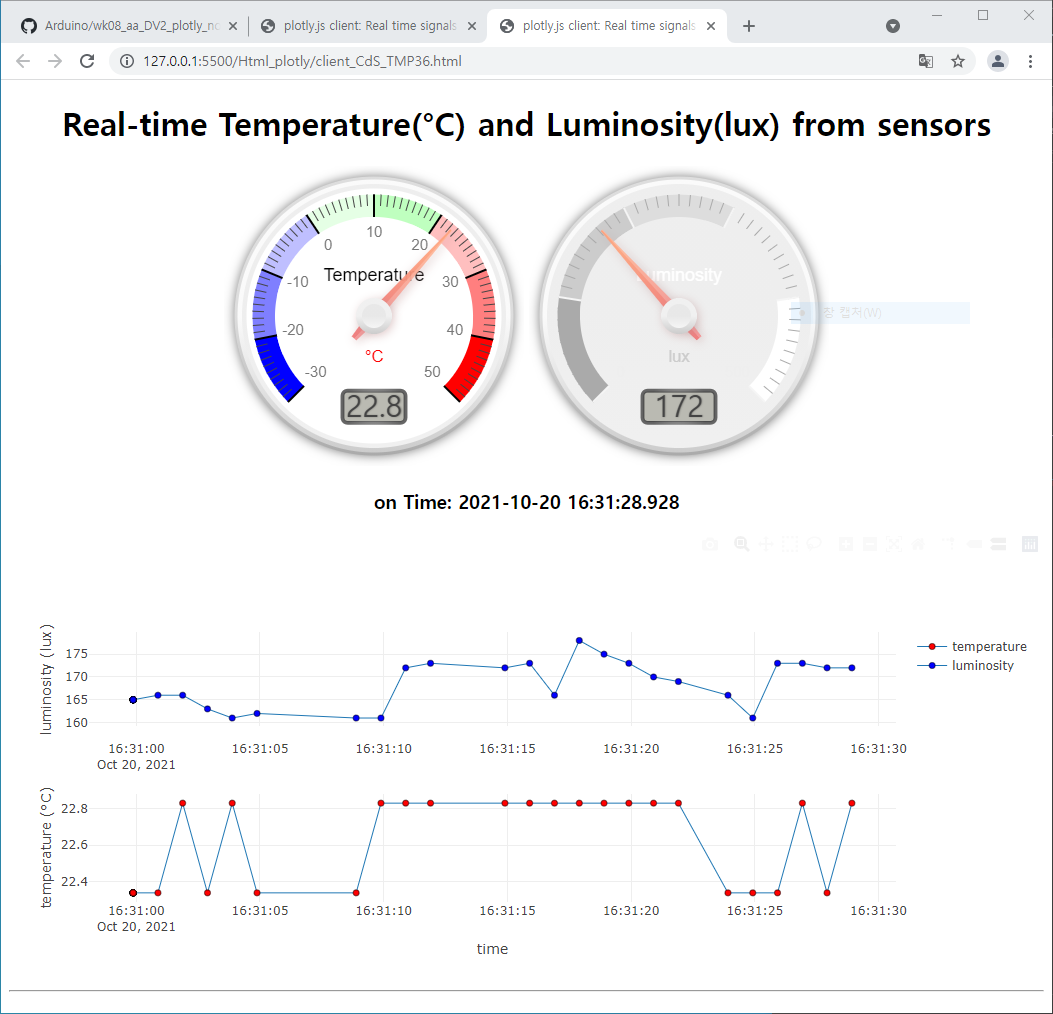 Arduino/wk08_aa_DV2_plotly_no
plotly.js client: Real time signals
plotly.js client: Real time signals
127.0.0.1:5500/Html_plotly/client_CdS_TMP36.html
Real-time Temperature(°C) and Luminosity(lux) from sensors
-30 -20 -10 0 10 20 30 40 50
Temperature
°C
22.8
luminosity
lux
172
창 캡처(W)
on Time: 2021-10-20 16:31:28.928
luminosity (lux)
175
170
165
160
16:31:00 16:31:05 16:31:10 16:31:15 16:31:20 16:31:25 16:31:30
Oct 20, 2021
temperature
luminosity
temperature (°C)
22.8
22.6
22.4
16:31:00 16:31:05 16:31:10 16:31:15 16:31:20 16:31:25 16:31:30
Oct 20, 2021
time